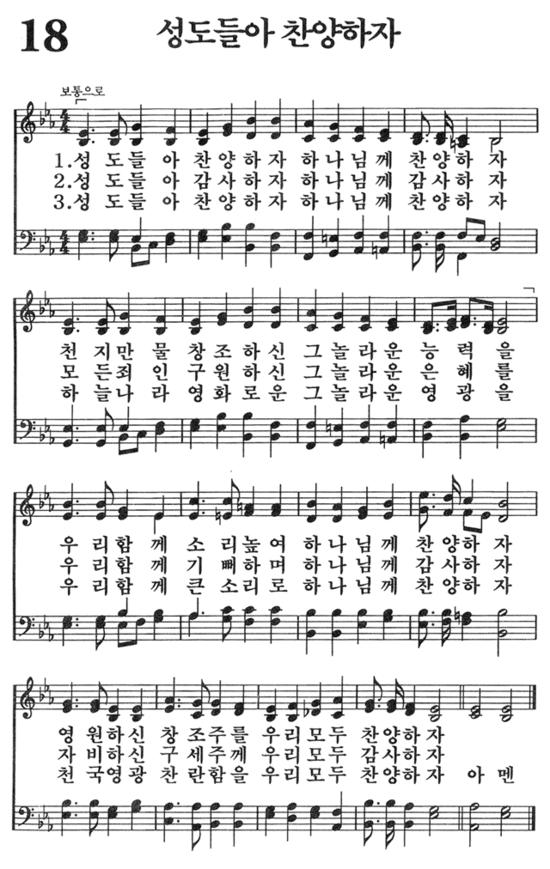 18 성도들아 찬양하자
보통으로
1.성 도들 아 찬양하자 하나님께 찬양하 자
2.성 도들 아 감사하자 하나님께 감사하 자
3.성 도들 아 찬양하자 하나님께 찬양하 자
천 지만 물 창조하신 그놀라운 능 력 을
모 든죄 인 구원하신 그놀라운 은 혜 를
하 늘나 라 영화로운 그놀라운 영 광 을
우 리함 께 소 리높여 하나님께 찬 양하 자
우 리함 께 기 뻐하며 하나님께 감 사하 자
우 리함 께 큰 소리로 하나님께 찬 양하 자
영 원하신 창 조주를 우리모두 찬양하자
자 비하신 구 세주께 우리모두 감사하자
천 국영광 찬 란함을 우리모두 찬양하자 아 멘